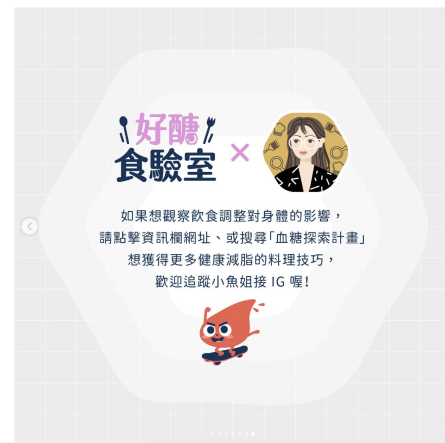 好醣
食驗室
×
如果想觀察飲食調整對身體的影響，
請點擊資訊欄網址、或搜尋「血糖探索計畫」
想獲得更多健康減脂的料理技巧，
歡迎追蹤小魚姐接 IG 喔！